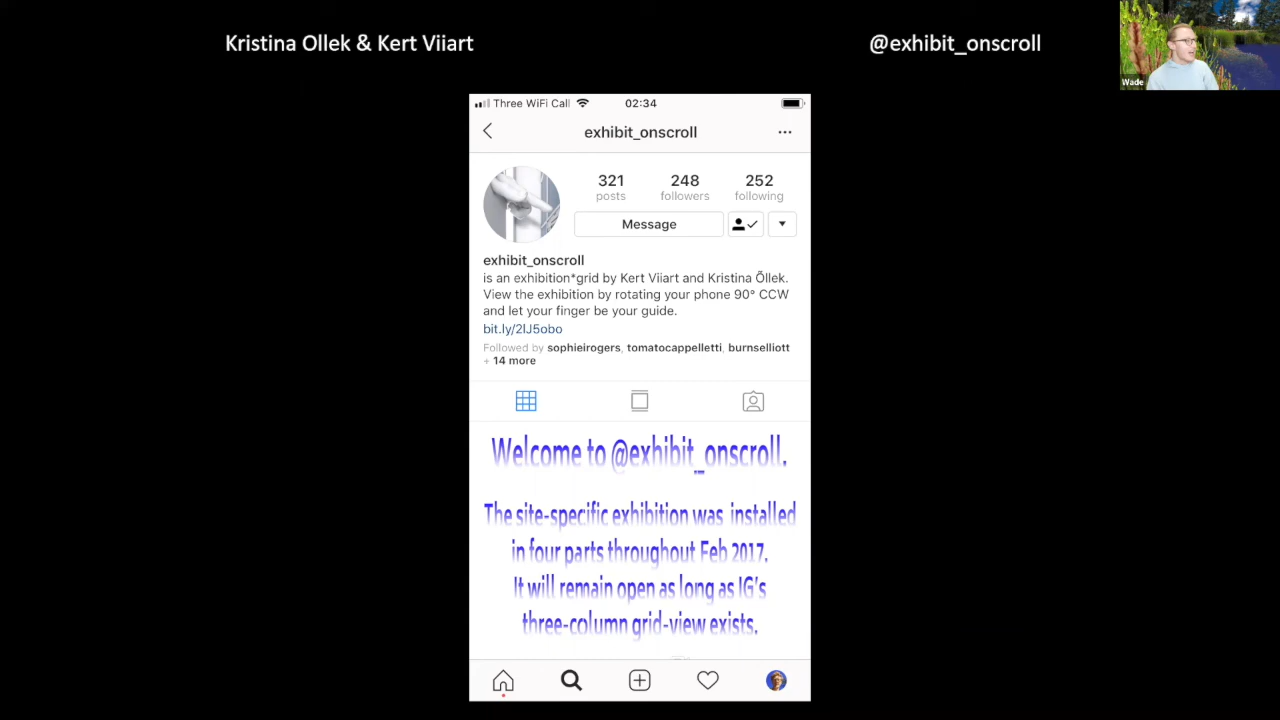 Kristina Ollek & Kert Viiart
@exhibit_onscroll
Wade
Three WiFi Call 02:34
exhibit_onscroll
321 248 252
posts followers following
Message
exhibit_onscroll
is an exhibition*grid by Kert Viiart and Kristina Õllek.
View the exhibition by rotating your phone 90° CCW
and let your finger be your guide.
bit.ly/2lJ5obo
Followed by sophieirogers, tomatocappelletti, burnselliott
+ 14 more
Welcome to @exhibit_onscroll.
The site-specific exhibition was installed
in four parts throughout Feb 2017.
It will remain open as long as IG's
three-column grid-view exists.